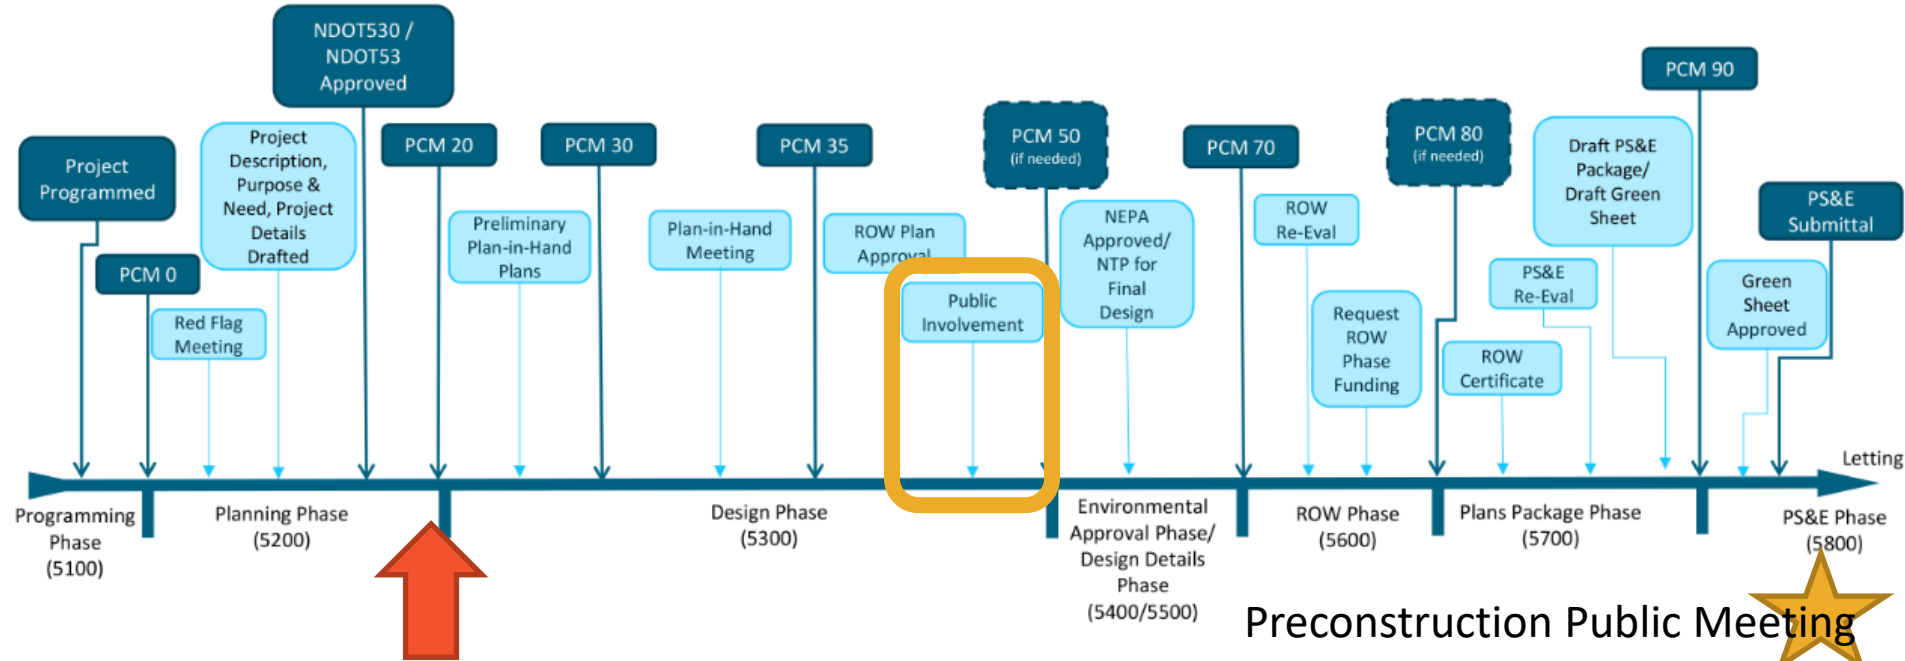 NDOT530 /
NDOT53
Approved
PCM 90
Project
Programmed
Project
Description,
Purpose &
Need, Project
Details
Drafted
PCM 20
PCM 30
PCM 35
PCM 50
(if needed)
PCM 70
PCM 80
(if needed)
Draft PS&E
Package/
Draft Green
Sheet
PS&E
Submittal
PCM 0
Red Flag
Meeting
Preliminary
Plan-in-Hand
Plans
Plan-in-Hand
Meeting
ROW Plan
Approval
Public
Involvement
NEPA
Approved/
NTP for
Final
Design
ROW
Re-Eval
Request
ROW
Phase
Funding
ROW
Certificate
PS&E
Re-Eval
Green
Sheet
Approved
Letting
Programming
Phase
(5100)
Planning Phase
(5200)
Design Phase
(5300)
Environmental
Approval Phase/
Design Details
Phase
(5400/5500)
ROW Phase
(5600)
Plans Package Phase
(5700)
PS&E Phase
(5800)
Preconstruction Public Meeting